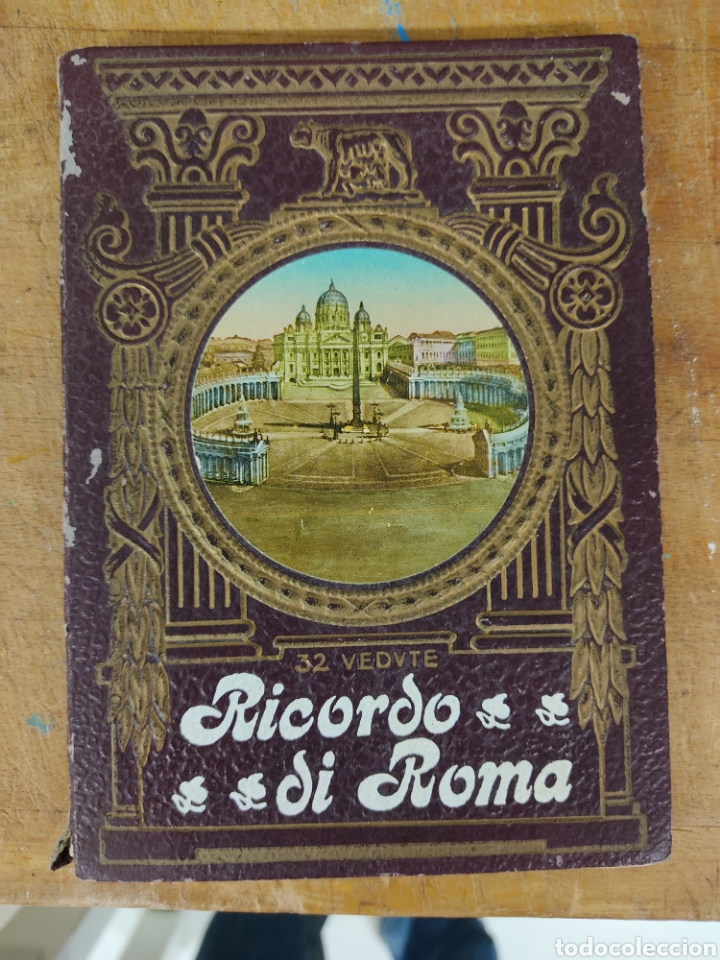 32 VEDVTE
Ricordo
di Roma
todocoleccion